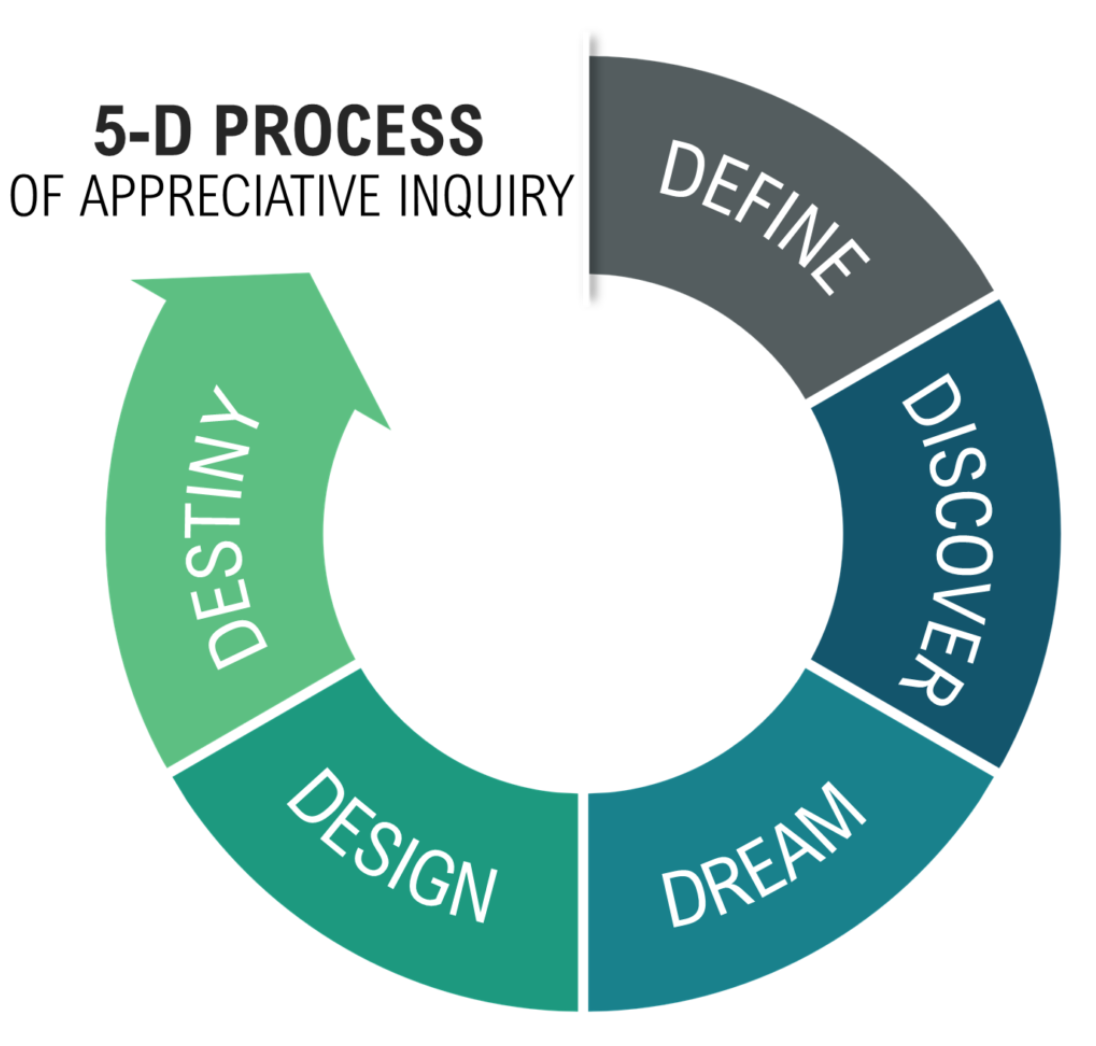 5-D PROCESS
OF APPRECIATIVE INQUIRY
DEFINE
DISCOVER
DREAM
DESIGN
DESTINY